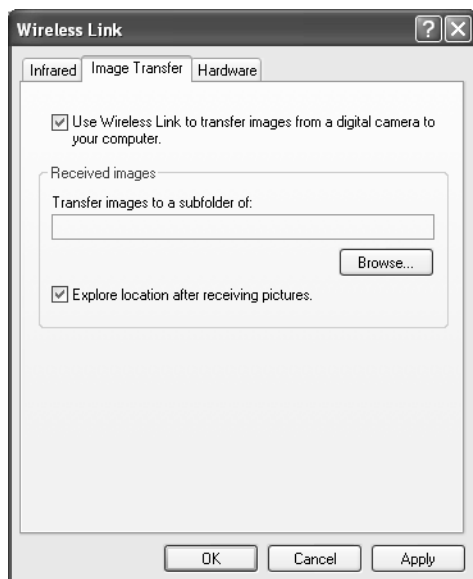 Wireless Link
Infrared
Image Transfer
Hardware
Use Wireless Link to transfer images from a digital camera to
your computer.
Received images
Transfer images to a subfolder of:
Browse...
Explore location after receiving pictures.
OK
Cancel
Apply